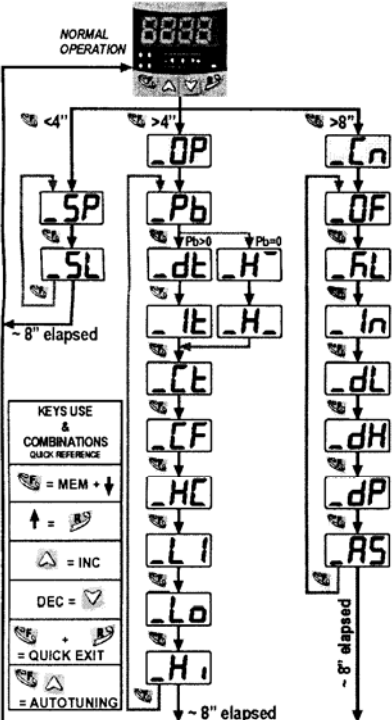 NORMAL
OPERATION
8888
<4" >4" >8"
_OP _Cn
_SP _Pb _OF
Pb>0 Pb=0
_SL _dt _H¯ _AL
_It _H_ _In
~ 8" elapsed
_Ct _dL
KEYS USE
&
COMBINATIONS
QUICK REFERENCE
_CF _dH
= MEM +
_HC _dP
=
_LI _AS
= INC
DEC =
_Lo
+
= QUICK EXIT
_Hi
= AUTOTUNING
~ 8" elapsed
~ 8" elapsed